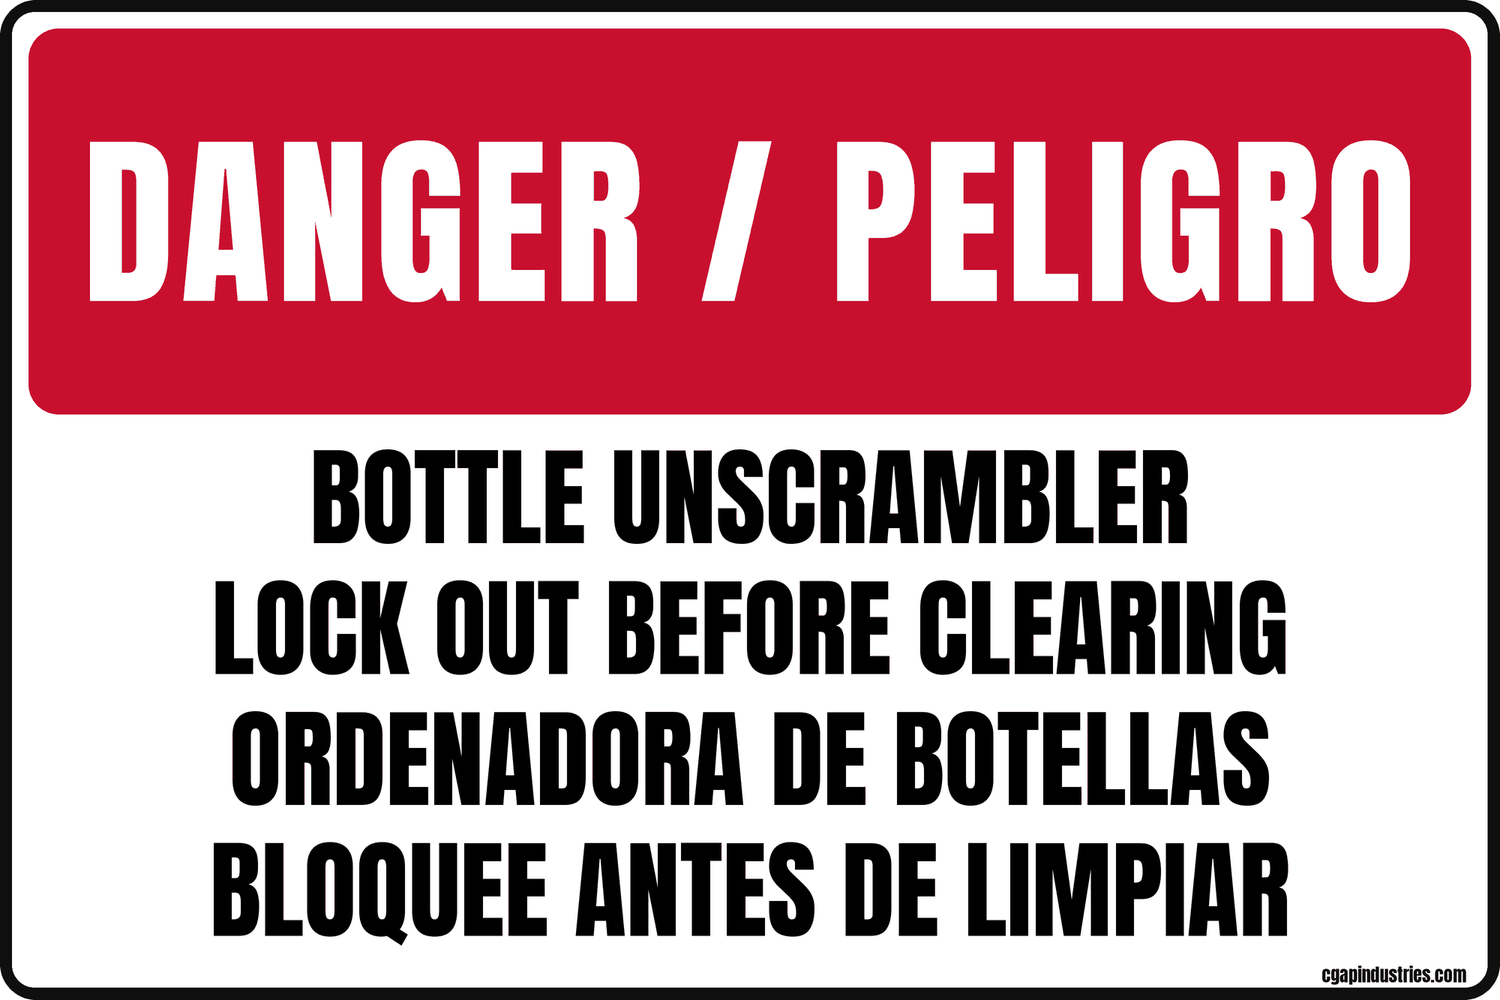 DANGER / PELIGRO
BOTTLE UNSCRAMBLER
LOCK OUT BEFORE CLEARING
ORDENADORA DE BOTELLAS
BLOQUEE ANTES DE LIMPIAR
cgapindustries.com